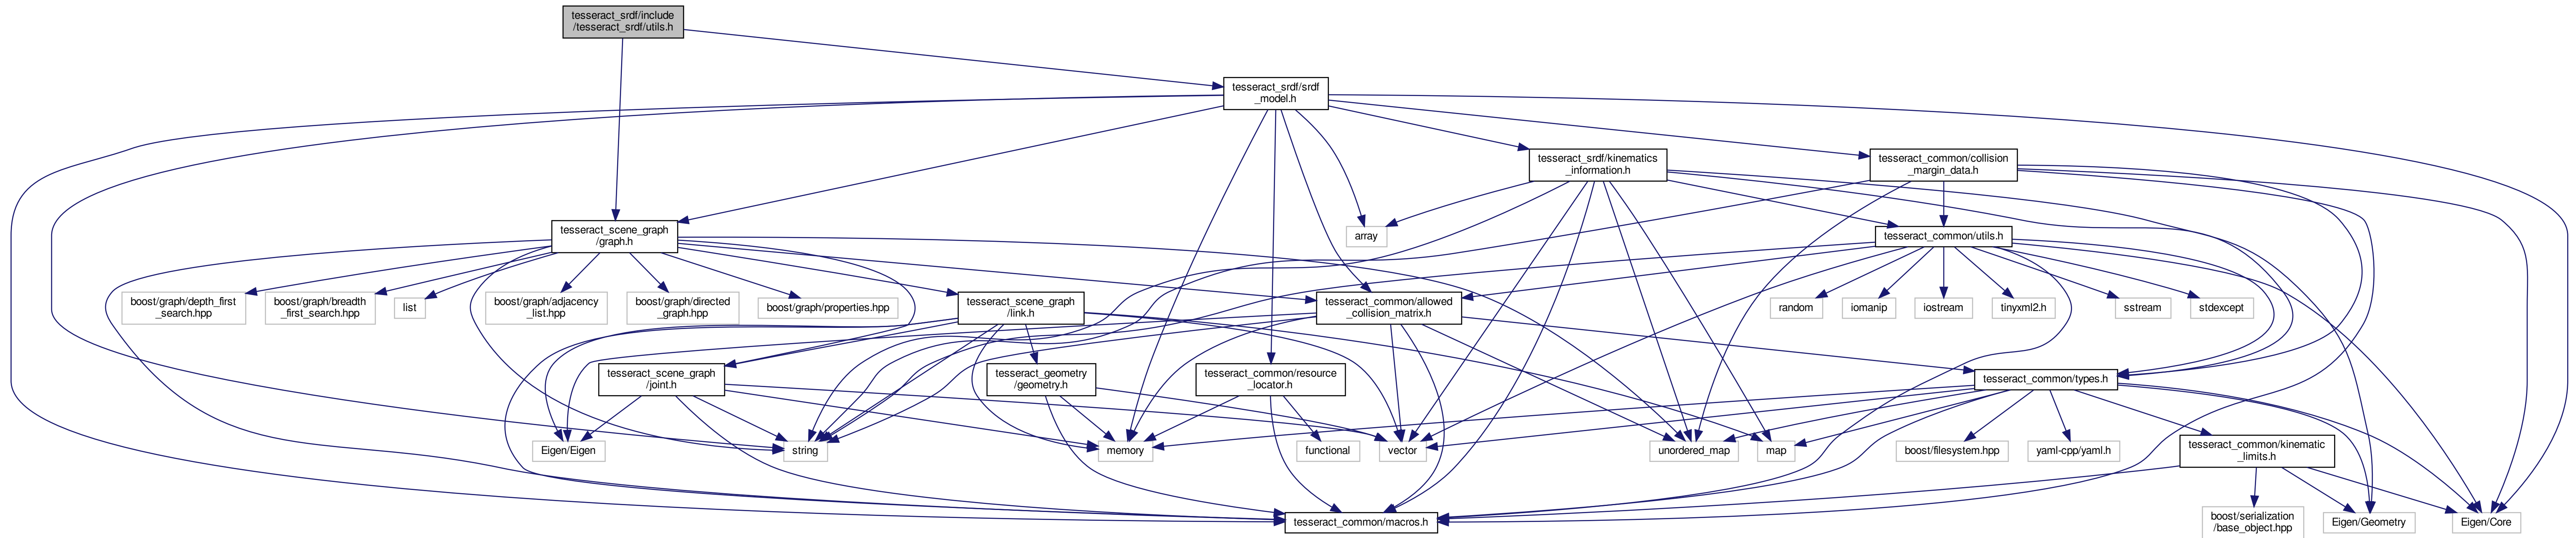 tesseract_srdf/include
/tesseract_srdf/utils.h
tesseract_srdf/srdf
_model.h
tesseract_srdf/kinematics
_information.h
tesseract_common/collision
_margin_data.h
tesseract_scene_graph
/graph.h
array
tesseract_common/utils.h
boost/graph/depth_first
_search.hpp
boost/graph/breadth
_first_search.hpp
list
boost/graph/adjacency
_list.hpp
boost/graph/directed
_graph.hpp
boost/graph/properties.hpp
tesseract_scene_graph
/link.h
tesseract_common/allowed
_collision_matrix.h
random
iomanip
iostream
tinyxml2.h
sstream
stdexcept
tesseract_scene_graph
/joint.h
tesseract_geometry
/geometry.h
tesseract_common/resource
_locator.h
tesseract_common/types.h
Eigen/Eigen
string
memory
functional
vector
unordered_map
map
boost/filesystem.hpp
yaml-cpp/yaml.h
tesseract_common/kinematic
_limits.h
tesseract_common/macros.h
boost/serialization
/base_object.hpp
Eigen/Geometry
Eigen/Core